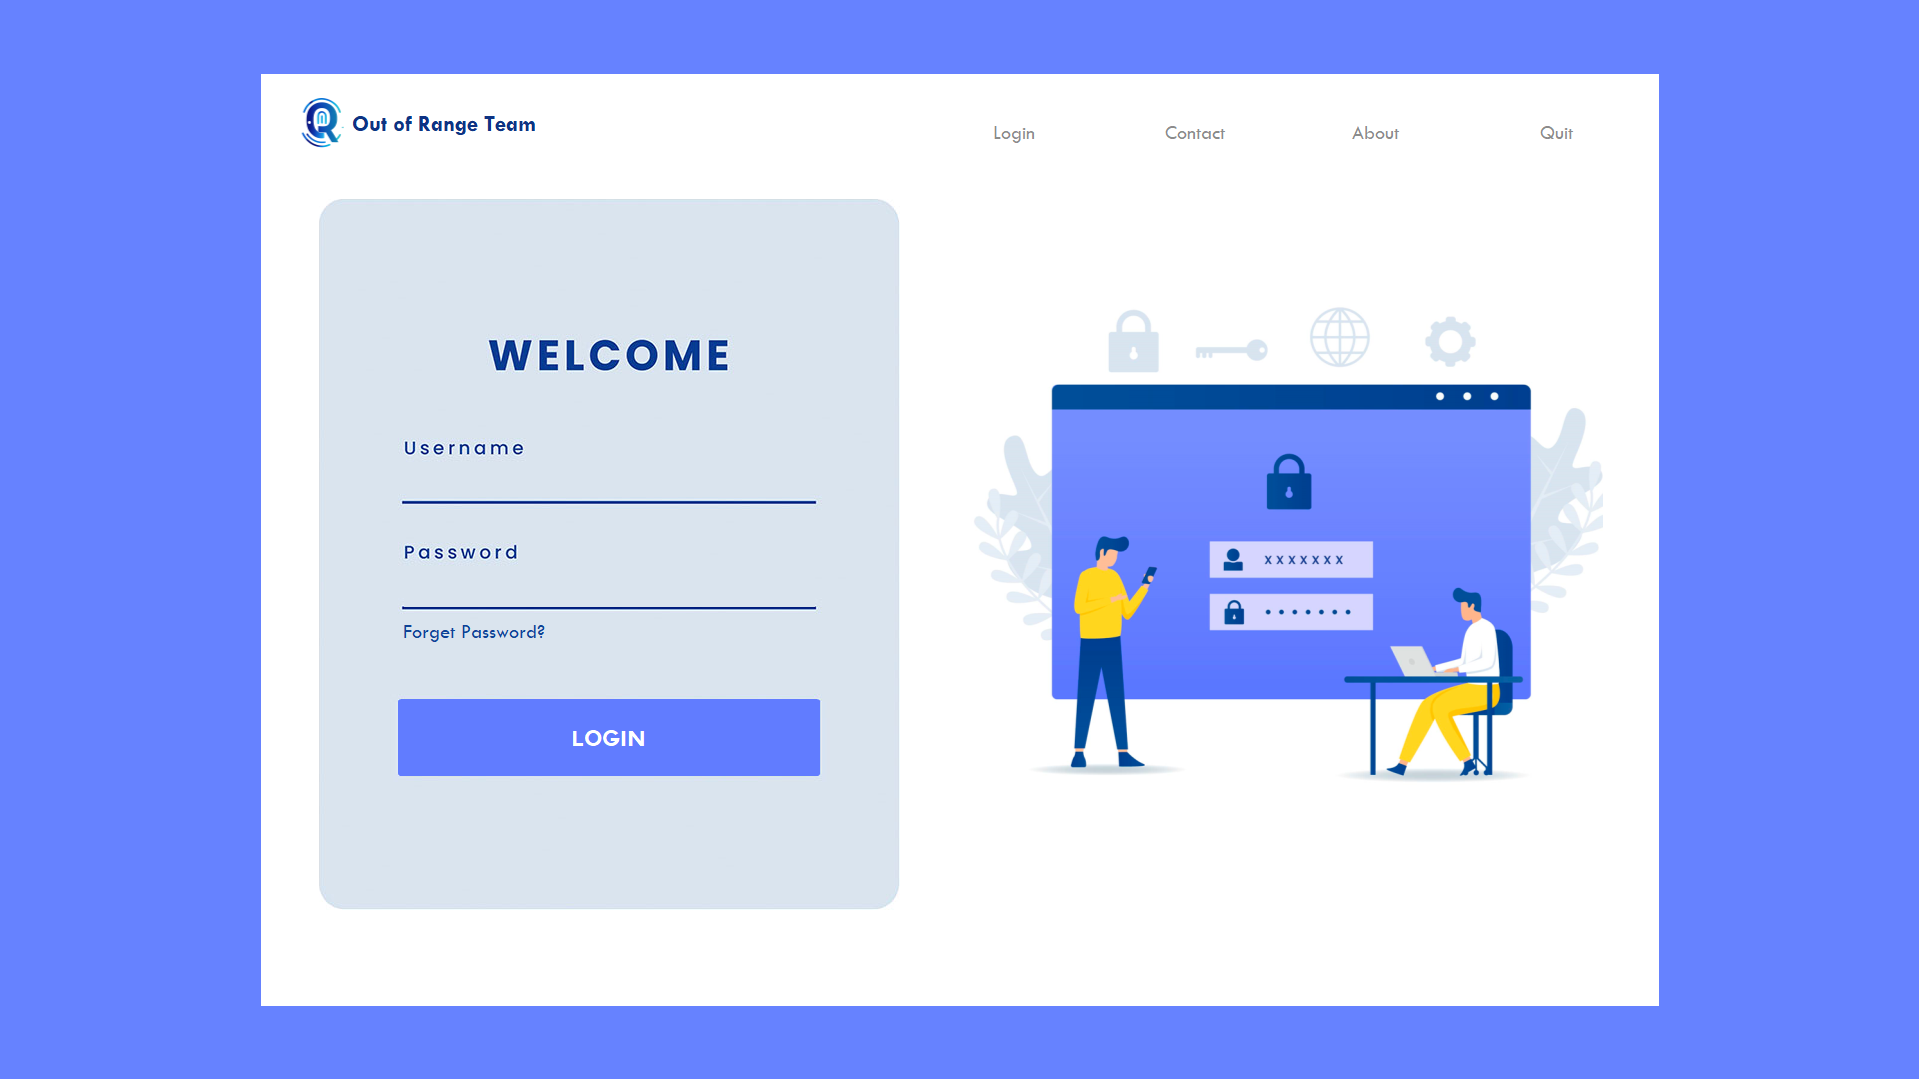 Out of Range Team
Login
Contact
About
Quit
WELCOME
Username
Password
Forget Password?
LOGIN
XXXXXXX